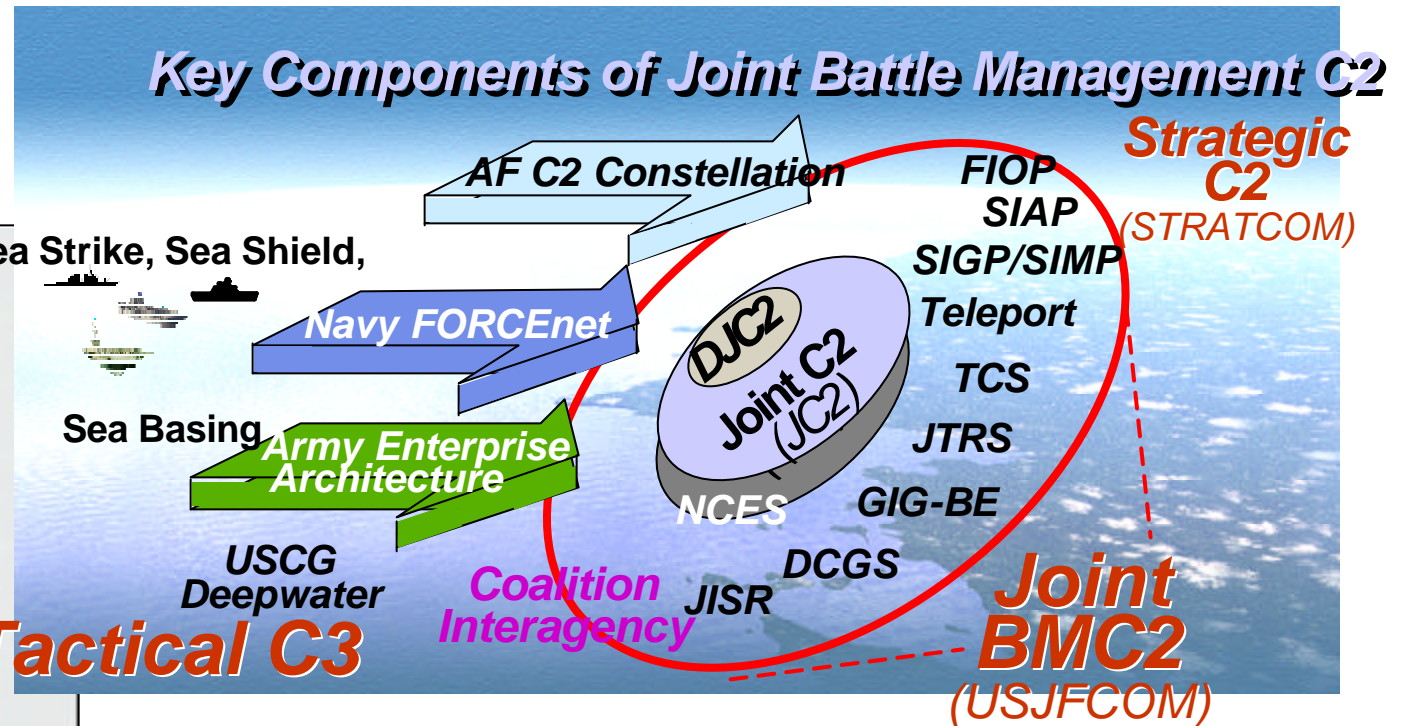 Key Components of Joint Battle Management C2
Strategic
C2
(STRATCOM)
AF C2 Constellation
FIOP
SIAP
SIGP/SIMP
Teleport
TCS
JTRS
GIG-BE
DCGS
JISR
ea Strike, Sea Shield,
Navy FORCEnet
DJC2
Joint C2
(JC2)
NCES
Sea Basing
Army Enterprise
Architecture
USCG
Deepwater
Coalition
Interagency
Tactical C3
Joint
BMC2
(USJFCOM)